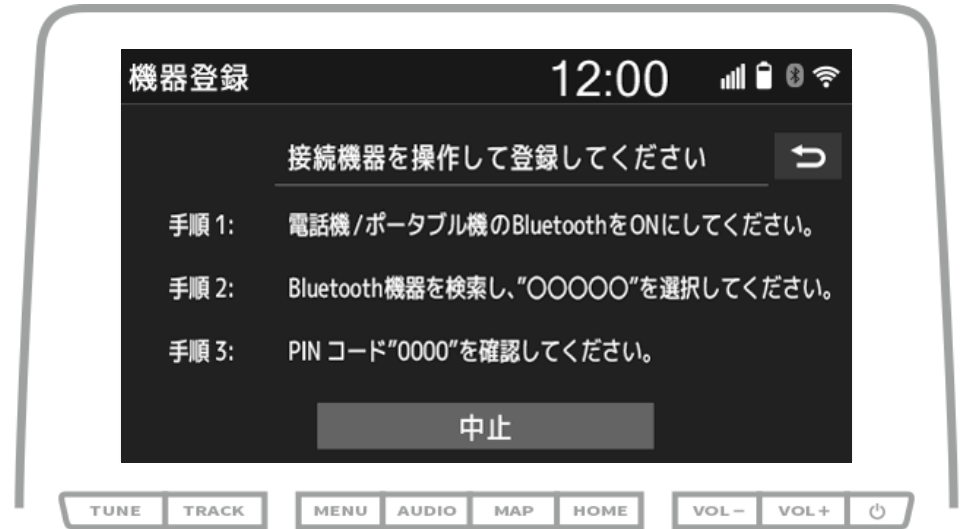 機器登録 12:00
接続機器を操作して登録してください
手順 1: 電話機/ポータブル機のBluetoothをONにしてください。
手順 2: Bluetooth機器を検索し、"〇〇〇〇〇"を選択してください。
手順 3: PIN コード"0000"を確認してください。
中止
TUNE TRACK MENU AUDIO MAP HOME VOL− VOL+